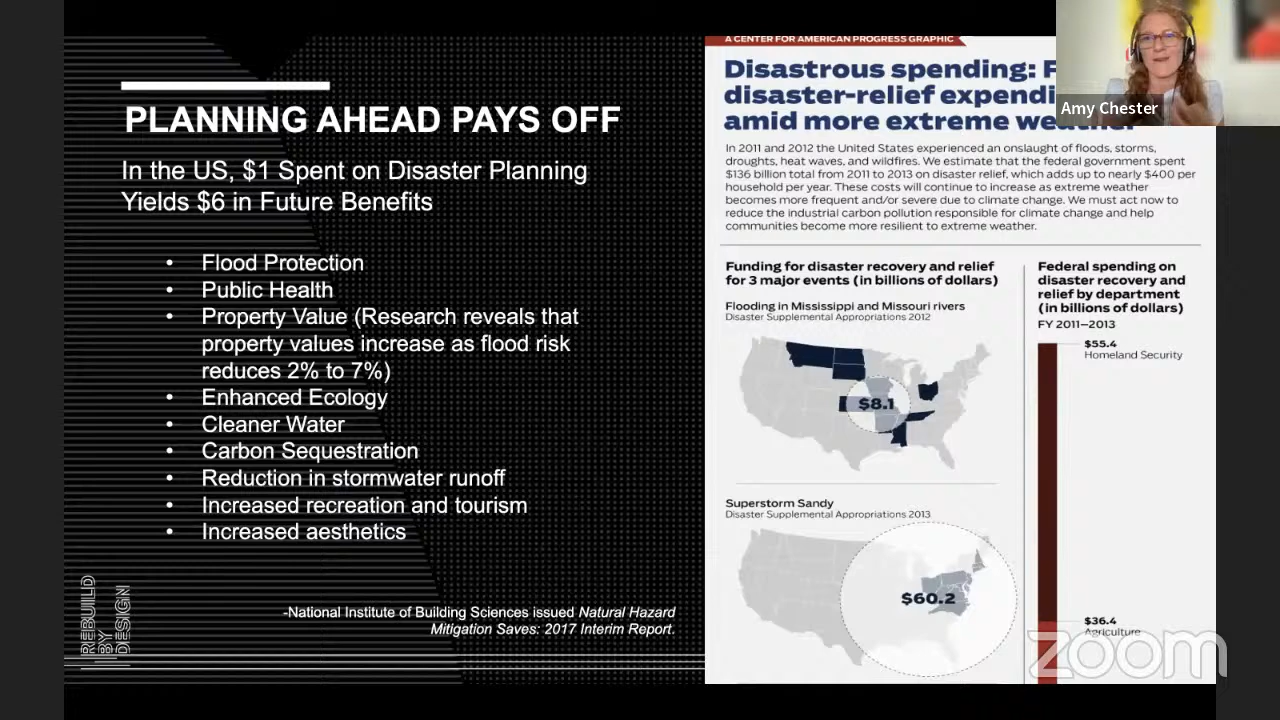 PLANNING AHEAD PAYS OFF
In the US, $1 Spent on Disaster Planning
Yields $6 in Future Benefits
• Flood Protection
• Public Health
• Property Value (Research reveals that
property values increase as flood risk
reduces 2% to 7%)
• Enhanced Ecology
• Cleaner Water
• Carbon Sequestration
• Reduction in stormwater runoff
• Increased recreation and tourism
• Increased aesthetics
-National Institute of Building Sciences issued Natural Hazard
Mitigation Saves: 2017 Interim Report.
REBUILD
BY
DESIGN
A CENTER FOR AMERICAN PROGRESS GRAPHIC
Disastrous spending:
disaster-relief
amid more extreme
In 2011 and 2012 the United States experienced an onslaught of floods, storms,
droughts, heat waves, and wildfires. We estimate that the federal government spent
$136 billion total from 2011 to 2013 on disaster relief, which adds up to nearly $400 per
household per year. These costs will continue to increase as extreme weather
becomes more frequent and/or severe due to climate change. We must act now to
reduce the industrial carbon pollution responsible for climate change and help
communities become more resilient to extreme weather.
Funding for disaster recovery and relief
for 3 major events (in billions of dollars)
Flooding in Mississippi and Missouri rivers
Disaster Supplemental Appropriations 2012
$8.1
Superstorm Sandy
Disaster Supplemental Appropriations 2013
$60.2
Federal spending on
disaster recovery and
relief by department
(in billions of dollars)
FY 2011–2013
$55.4
Homeland Security
$36.4
Agriculture
Amy Chester
zoom